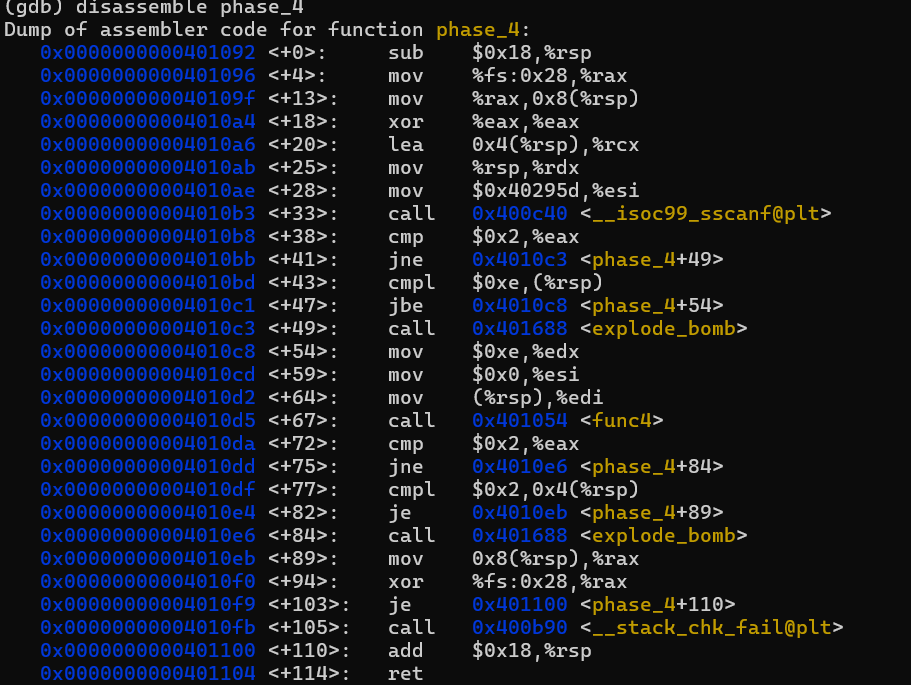 (gdb) disassemble phase_4
Dump of assembler code for function phase_4:
0x0000000000401092 <+0>: sub $0x18,%rsp
0x0000000000401096 <+4>: mov %fs:0x28,%rax
0x000000000040109f <+13>: mov %rax,0x8(%rsp)
0x00000000004010a4 <+18>: xor %eax,%eax
0x00000000004010a6 <+20>: lea 0x4(%rsp),%rcx
0x00000000004010ab <+25>: mov %rsp,%rdx
0x00000000004010ae <+28>: mov $0x40295d,%esi
0x00000000004010b3 <+33>: call 0x400c40 <__isoc99_sscanf@plt>
0x00000000004010b8 <+38>: cmp $0x2,%eax
0x00000000004010bb <+41>: jne 0x4010c3 <phase_4+49>
0x00000000004010bd <+43>: cmpl $0xe,(%rsp)
0x00000000004010c1 <+47>: jbe 0x4010c8 <phase_4+54>
0x00000000004010c3 <+49>: call 0x401688 <explode_bomb>
0x00000000004010c8 <+54>: mov $0xe,%edx
0x00000000004010cd <+59>: mov $0x0,%esi
0x00000000004010d2 <+64>: mov (%rsp),%edi
0x00000000004010d5 <+67>: call 0x401054 <func4>
0x00000000004010da <+72>: cmp $0x2,%eax
0x00000000004010dd <+75>: jne 0x4010e6 <phase_4+84>
0x00000000004010df <+77>: cmpl $0x2,0x4(%rsp)
0x00000000004010e4 <+82>: je 0x4010eb <phase_4+89>
0x00000000004010e6 <+84>: call 0x401688 <explode_bomb>
0x00000000004010eb <+89>: mov 0x8(%rsp),%rax
0x00000000004010f0 <+94>: xor %fs:0x28,%rax
0x00000000004010f9 <+103>: je 0x401100 <phase_4+110>
0x00000000004010fb <+105>: call 0x400b90 <__stack_chk_fail@plt>
0x0000000000401100 <+110>: add $0x18,%rsp
0x0000000000401104 <+114>: ret